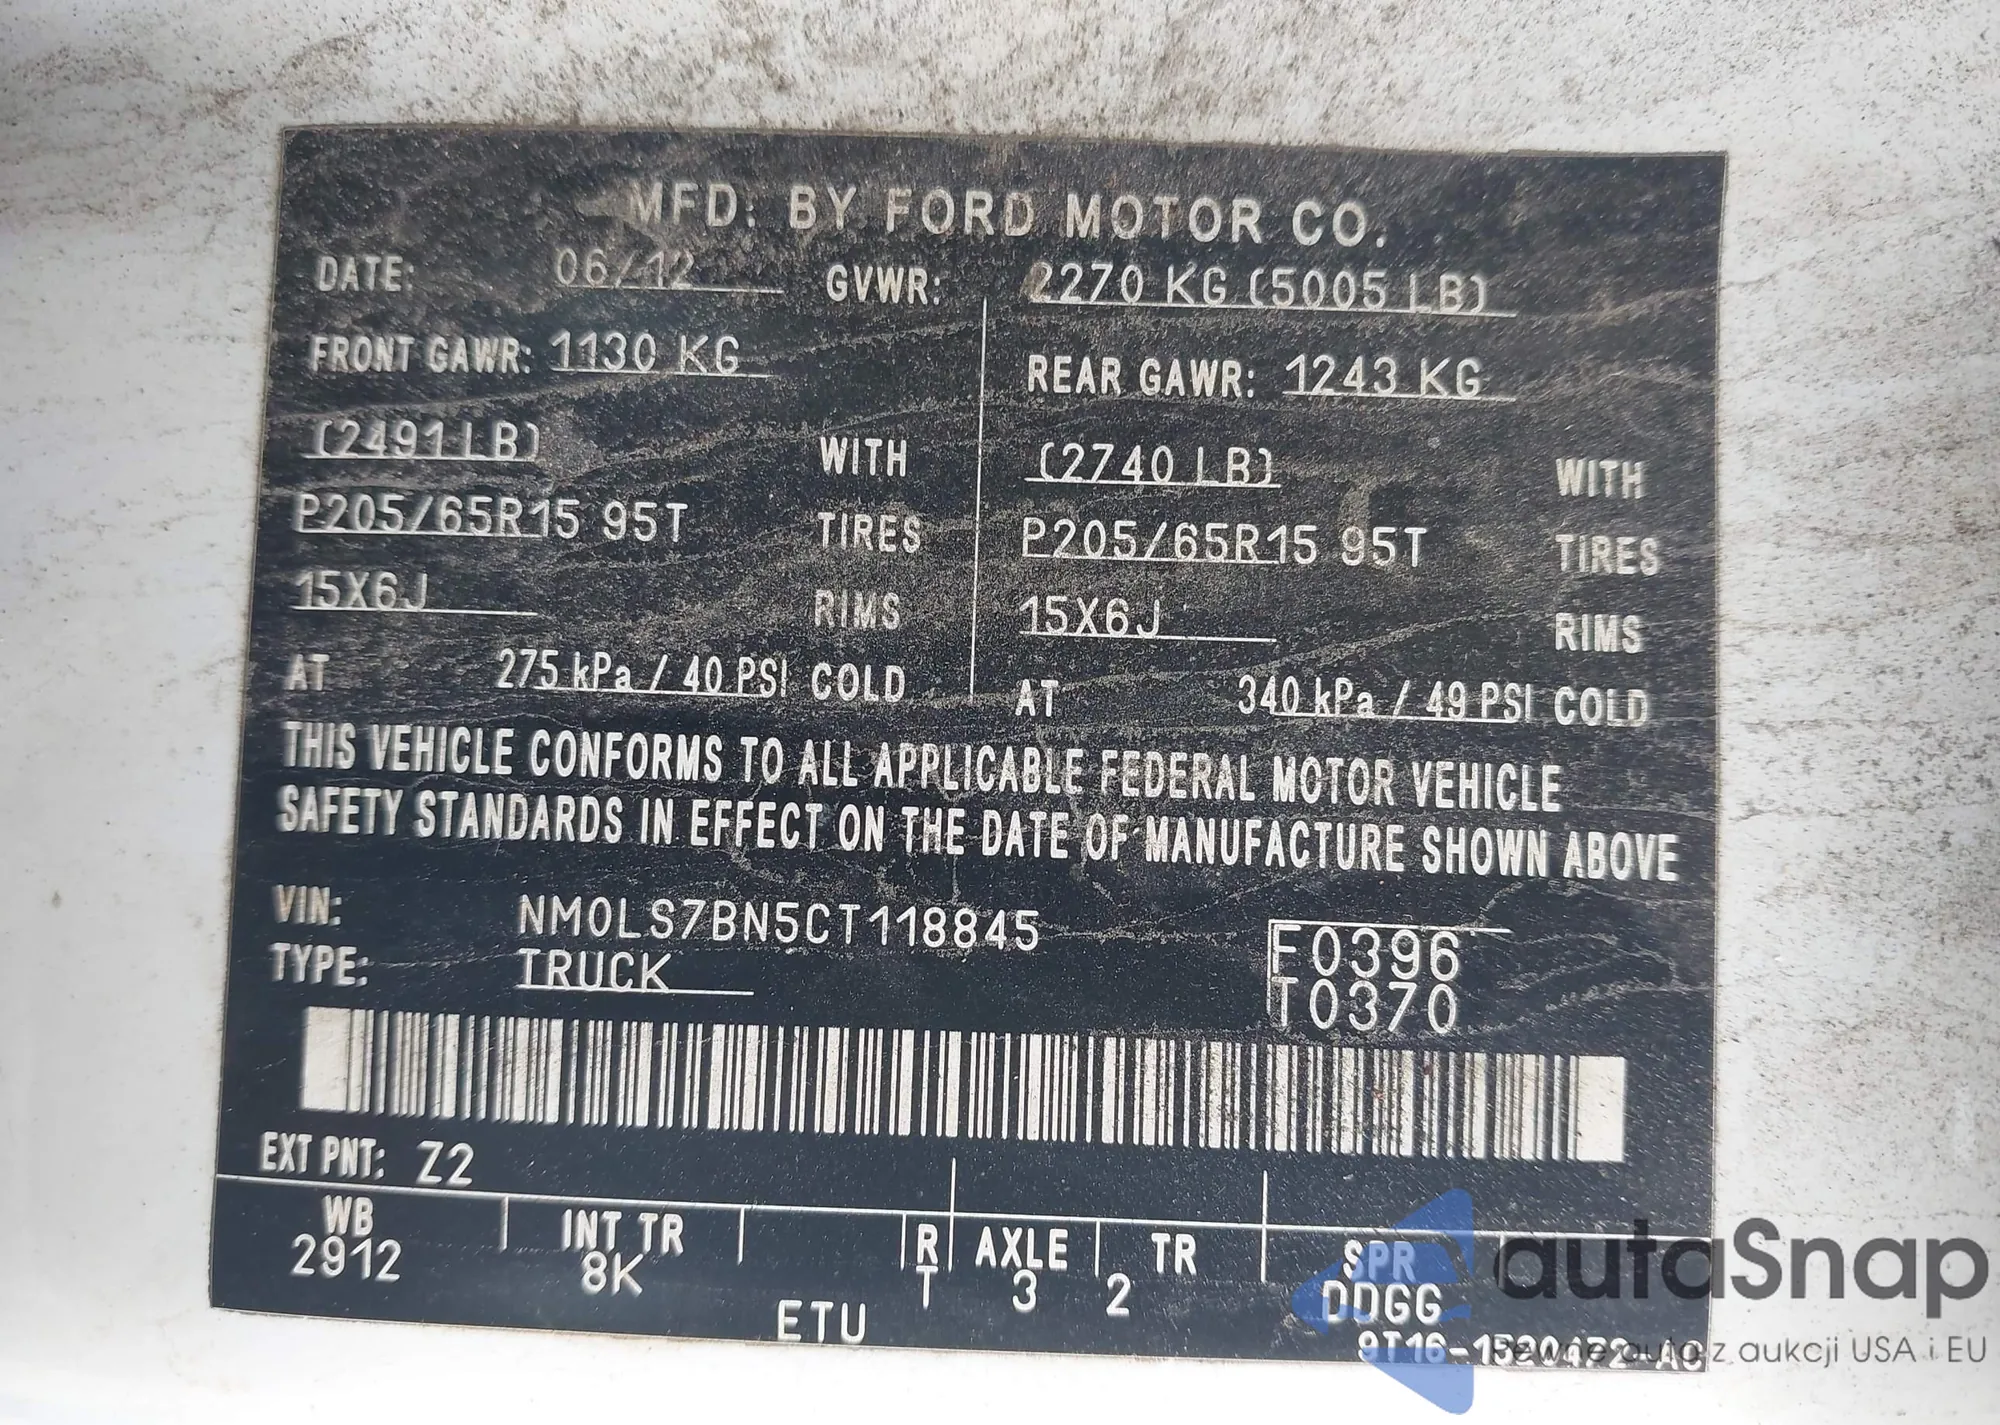 MFD. BY FORD MOTOR CO.
DATE: 06/12 GVWR: 2270 KG (5005 LB)
FRONT GAWR: 1130 KG REAR GAWR: 1243 KG
(2491 LB) WITH (2740 LB) WITH
P205/65R15 95T TIRES P205/65R15 95T TIRES
15X6J RIMS 15X6J RIMS
AT 275 kPa / 40 PSI COLD AT 340 kPa / 49 PSI COLD
THIS VEHICLE CONFORMS TO ALL APPLICABLE FEDERAL MOTOR VEHICLE
SAFETY STANDARDS IN EFFECT ON THE DATE OF MANUFACTURE SHOWN ABOVE
VIN: NM0LS7BN5CT118845 F0396
TYPE: TRUCK T0370
EXT PNT: Z2
WB INT TR R AXLE TR SPR
2912 8K T 3 2 DDGG
ETU
autaSnap
Pewne auto z aukcji USA i EU